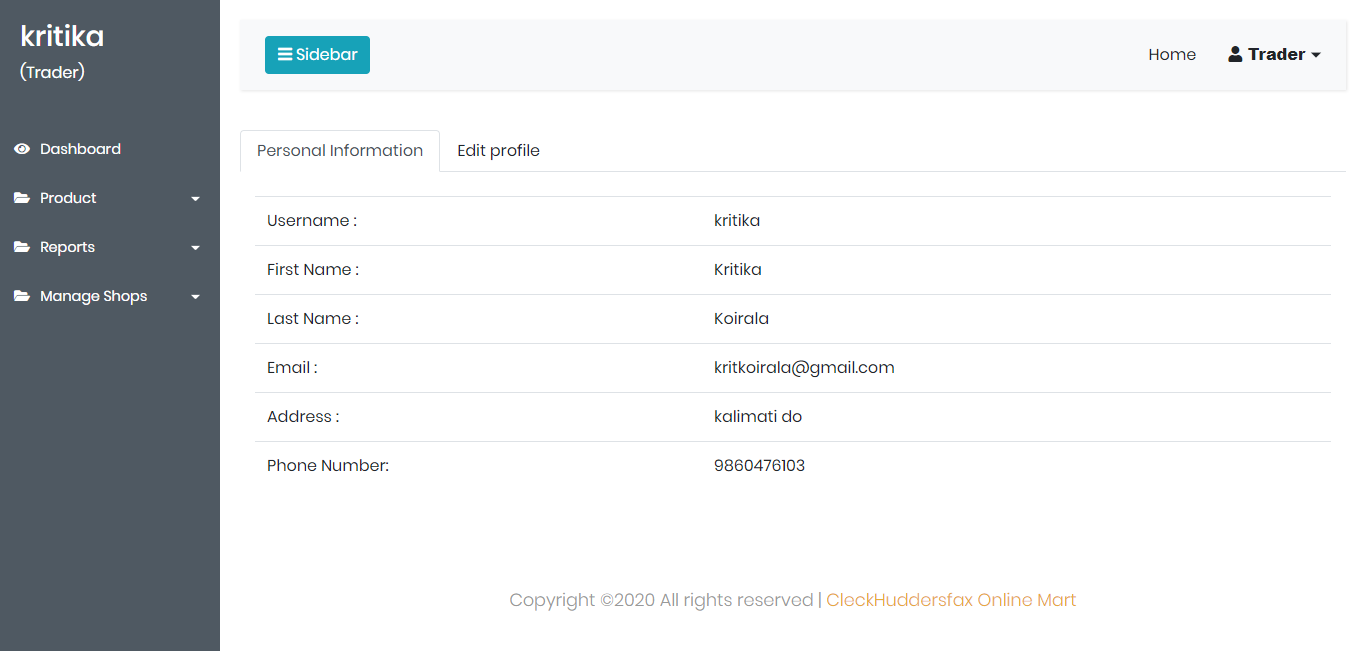 kritika
(Trader)
Dashboard
Product
Reports
Manage Shops
Sidebar
Home
Trader
Personal Information
Edit profile
Username : kritika
First Name : Kritika
Last Name : Koirala
Email : kritkoirala@gmail.com
Address : kalimati do
Phone Number: 9860476103
Copyright ©2020 All rights reserved | CleckHuddersfax Online Mart